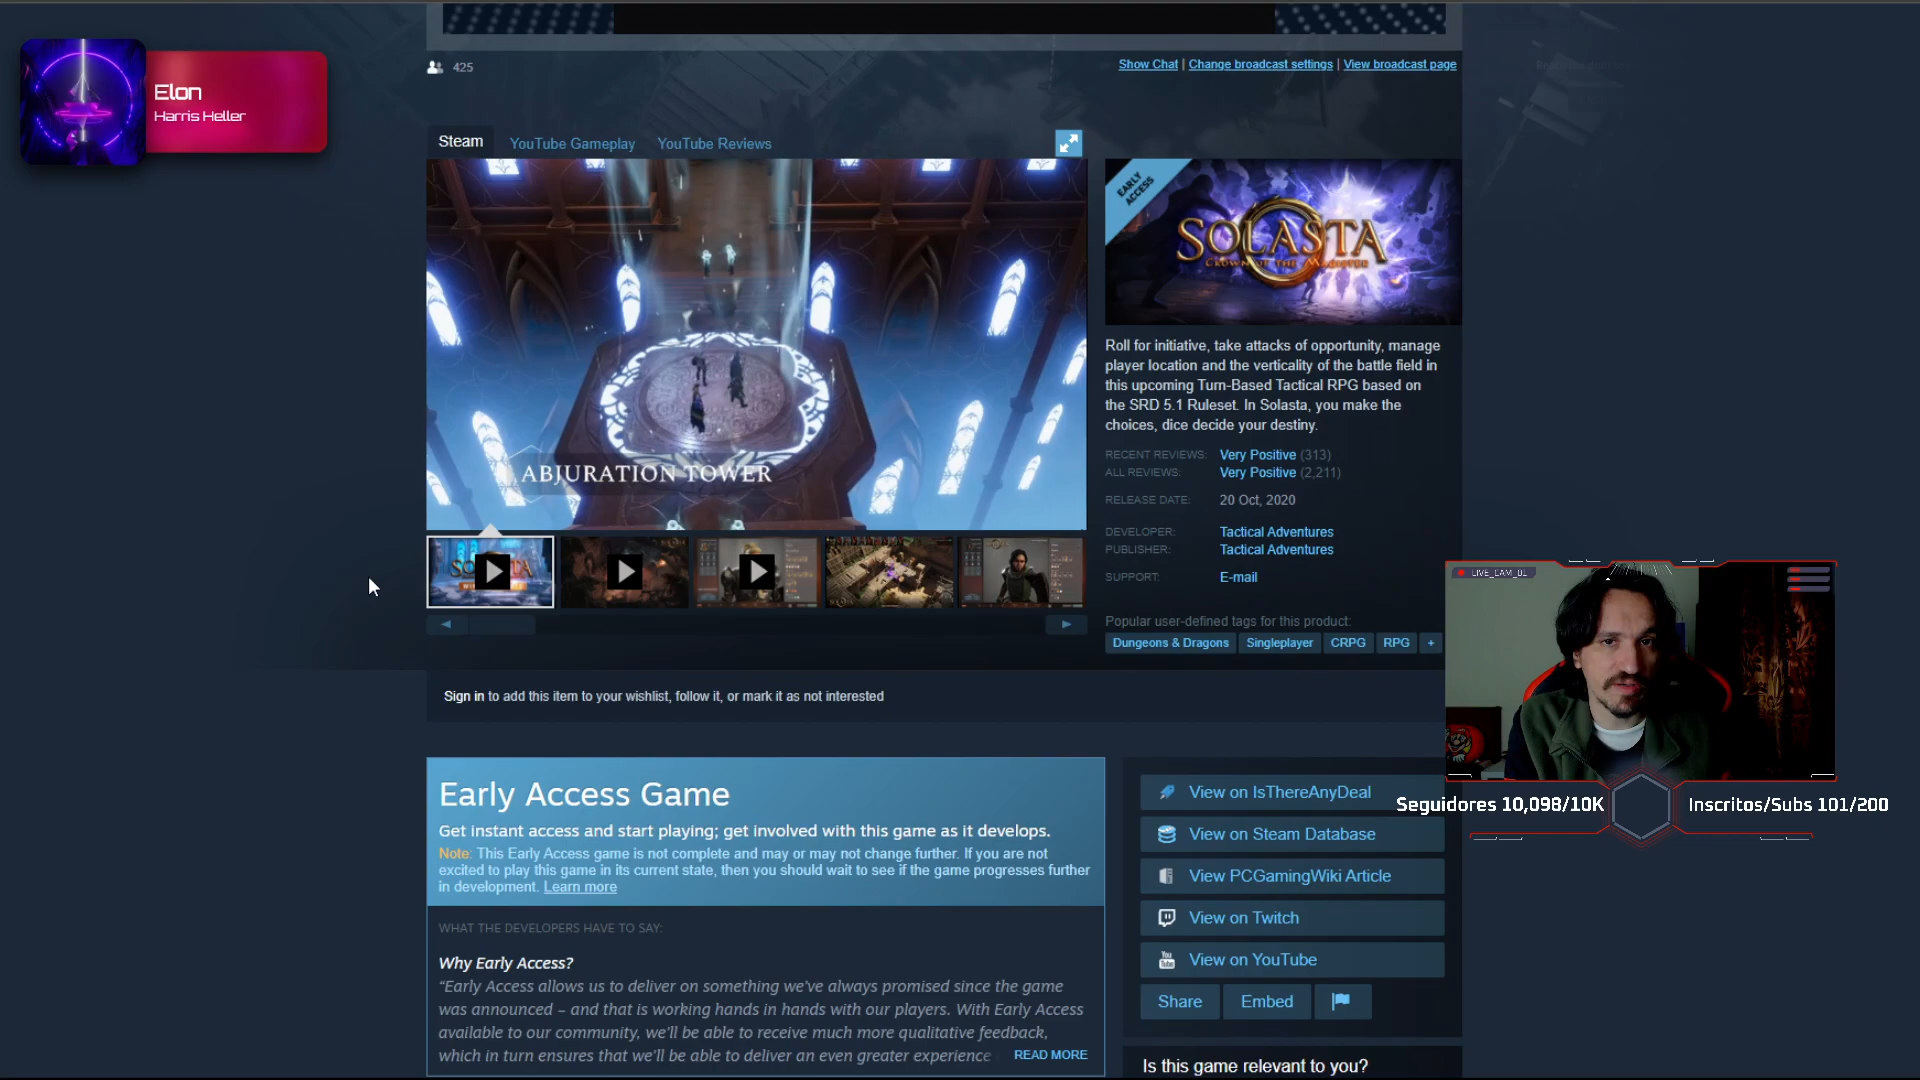 425
Show Chat | Change broadcast settings | View broadcast page
Elon
Harris Heller
Steam
YouTube Gameplay
YouTube Reviews
ABJURATION TOWER
EARLY
ACCESS
SOLASTA
CROWN OF THE MAGISTER
Roll for initiative, take attacks of opportunity, manage
player location and the verticality of the battle field in
this upcoming Turn-Based Tactical RPG based on
the SRD 5.1 Ruleset. In Solasta, you make the
choices, dice decide your destiny.
RECENT REVIEWS: Very Positive (313)
ALL REVIEWS: Very Positive (2,211)
RELEASE DATE: 20 Oct, 2020
DEVELOPER: Tactical Adventures
PUBLISHER: Tactical Adventures
SUPPORT: E-mail
Popular user-defined tags for this product:
Dungeons & Dragons Singleplayer CRPG RPG +
LIVE_CAM_01
Sign in to add this item to your wishlist, follow it, or mark it as not interested
Early Access Game
Get instant access and start playing; get involved with this game as it develops.
Note: This Early Access game is not complete and may or may not change further. If you are not
excited to play this game in its current state, then you should wait to see if the game progresses further
in development. Learn more
WHAT THE DEVELOPERS HAVE TO SAY:
Why Early Access?
“Early Access allows us to deliver on something we've always promised since the game
was announced – and that is working hands in hands with our players. With Early Access
available to our community, we'll be able to receive much more qualitative feedback,
which in turn ensures that we'll be able to deliver an even greater experience
READ MORE
View on IsThereAnyDeal
View on Steam Database
View PCGamingWiki Article
View on Twitch
View on YouTube
Share Embed
Is this game relevant to you?
Seguidores 10,098/10K
Inscritos/Subs 101/200